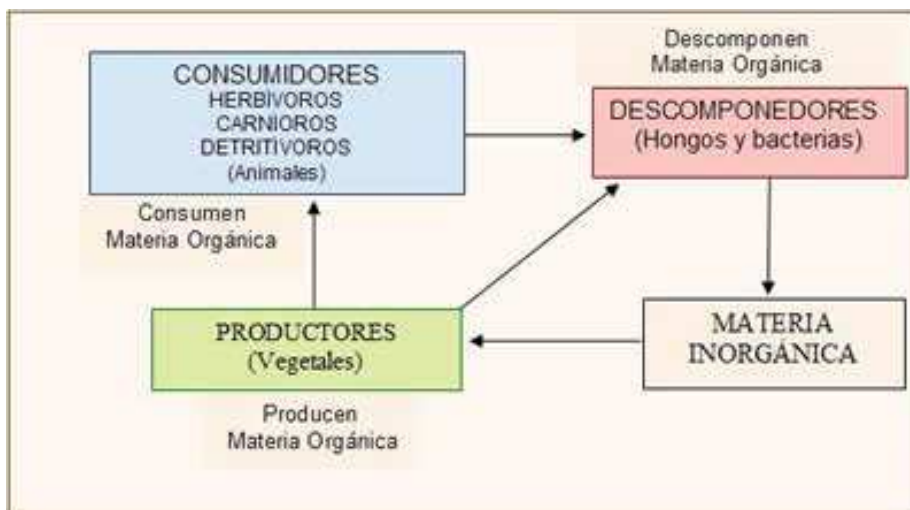 CONSUMIDORES
HERBÍVOROS
CARNIOROS
DETRITÍVOROS
(Animales)
Consumen
Materia Orgánica
Descomponen
Materia Orgánica
DESCOMPONEDORES
(Hongos y bacterias)
PRODUCTORES
(Vegetales)
Producen
Materia Orgánica
MATERIA
INORGÁNICA